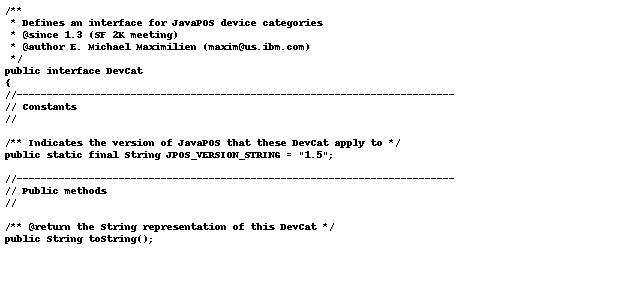 /**
* Defines an interface for JavaPOS device categories
* @since 1.3 (SF 2K meeting)
* @author E. Michael Maximilien (maxim@us.ibm.com)
*/
public interface DevCat
{
//-------------------------------------------------------------------------
// Constants
//
/** Indicates the version of JavaPOS that these DevCat apply to */
public static final String JPOS_VERSION_STRING = "1.5";
//-------------------------------------------------------------------------
// Public methods
//
/** @return the String representation of this DevCat */
public String toString();